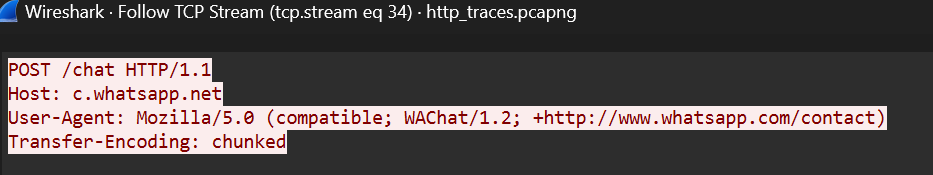 Wireshark · Follow TCP Stream (tcp.stream eq 34) · http_traces.pcapng
POST /chat HTTP/1.1
Host: c.whatsapp.net
User-Agent: Mozilla/5.0 (compatible; WAChat/1.2; +http://www.whatsapp.com/contact)
Transfer-Encoding: chunked